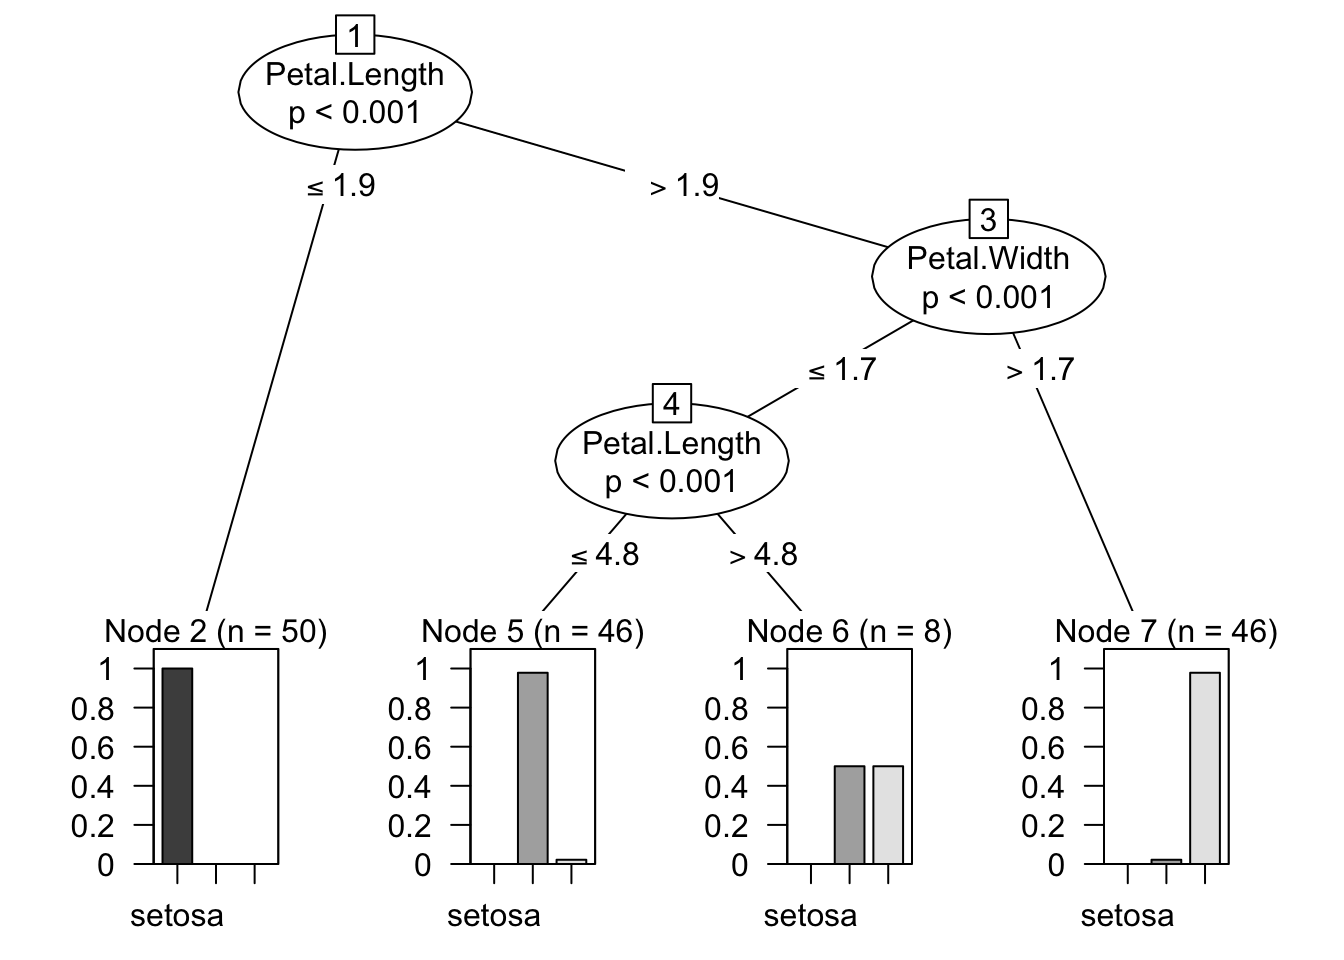 1
Petal.Length
p < 0.001
≤ 1.9
> 1.9
3
Petal.Width
p < 0.001
≤ 1.7
> 1.7
4
Petal.Length
p < 0.001
≤ 4.8
> 4.8
Node 2 (n = 50)
1
0.8
0.6
0.4
0.2
0
setosa
Node 5 (n = 46)
1
0.8
0.6
0.4
0.2
0
setosa
Node 6 (n = 8)
1
0.8
0.6
0.4
0.2
0
setosa
Node 7 (n = 46)
1
0.8
0.6
0.4
0.2
0
setosa